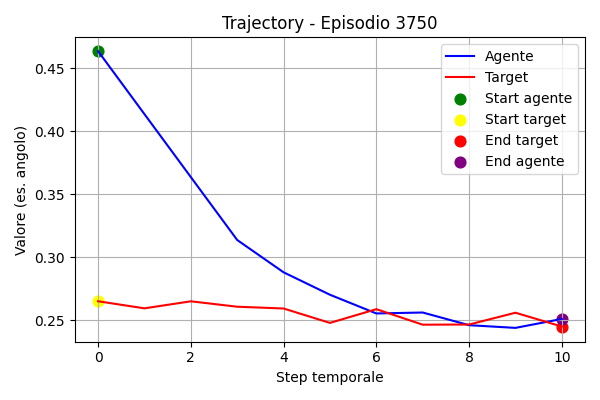 Trajectory - Episodio 3750
Valore (es. angolo)
0.45
0.40
0.35
0.30
0.25
0
2
4
6
8
10
Step temporale
Agente
Target
Start agente
Start target
End target
End agente